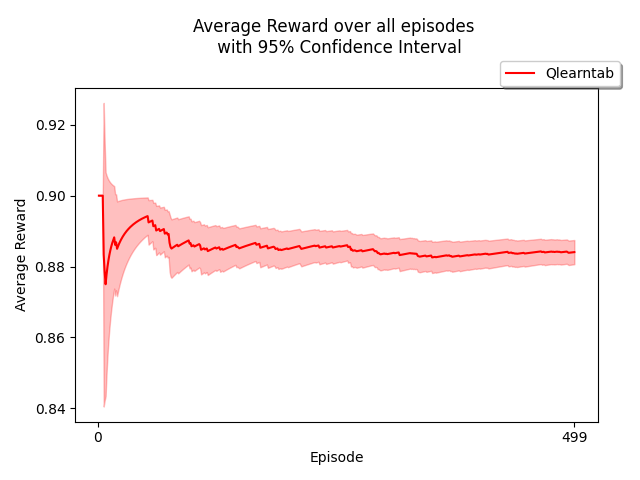 Average Reward over all episodes
with 95% Confidence Interval
Qlearntab
0.92
0.90
0.88
0.86
0.84
Average Reward
0
499
Episode